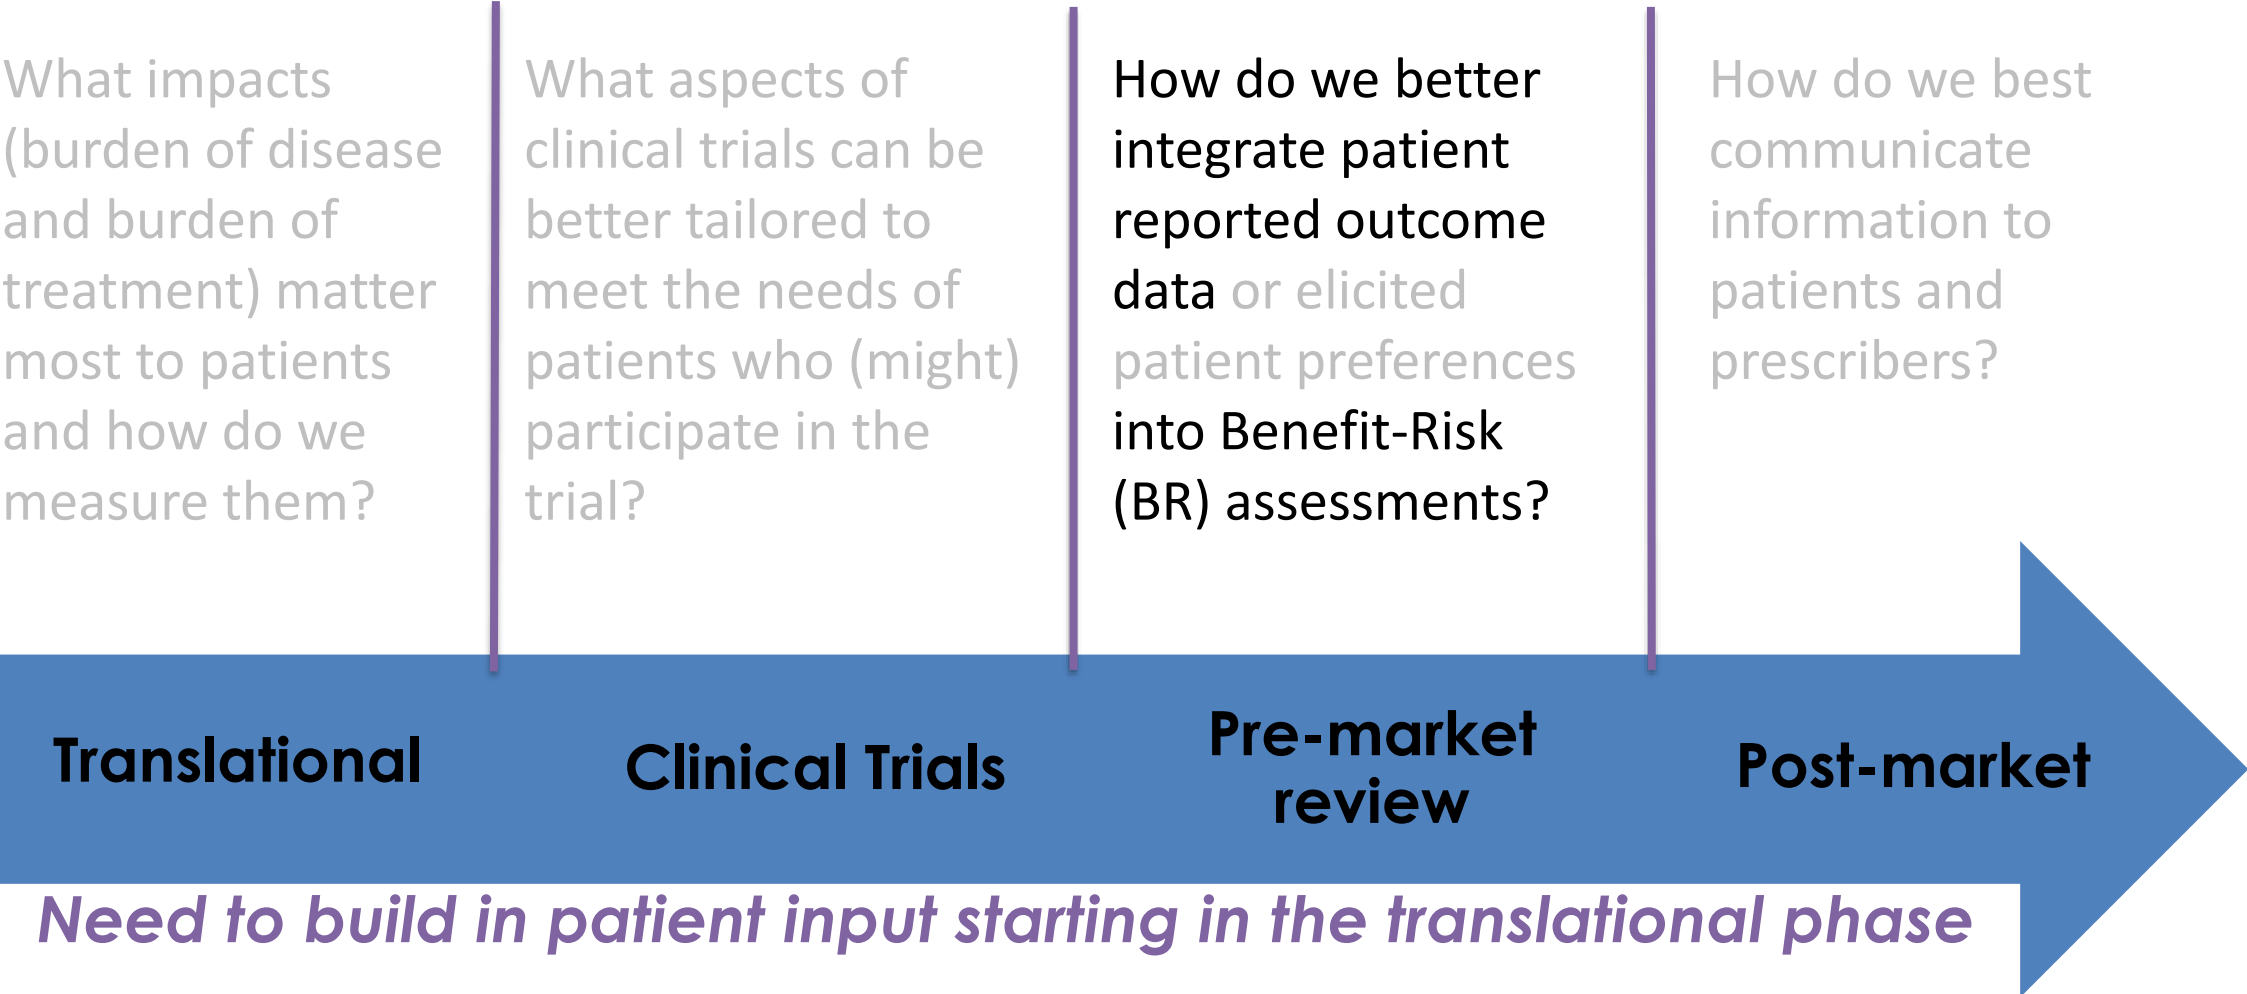 What impacts
(burden of disease
and burden of
treatment) matter
most to patients
and how do we
measure them?
What aspects of
clinical trials can be
better tailored to
meet the needs of
patients who (might)
participate in the
trial?
How do we better
integrate patient
reported outcome
data or elicited
patient preferences
into Benefit-Risk
(BR) assessments?
How do we best
communicate
information to
patients and
prescribers?
Translational
Clinical Trials
Pre-market
review
Post-market
Need to build in patient input starting in the translational phase